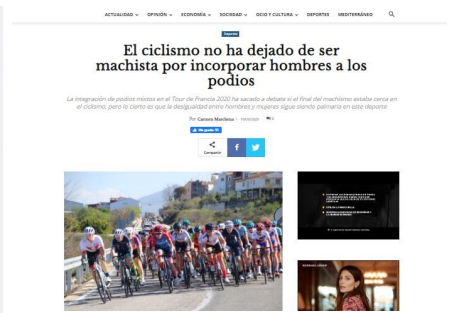 ACTUALIDAD OPINIÓN ECONOMÍA SOCIEDAD OCIO Y CULTURA DEPORTES MEDITERRÁNEO
Deportes
El ciclismo no ha dejado de ser
machista por incorporar hombres a los
podios
La integración de podios mixtos en el Tour de Francia 2020 ha sacado a debate si el final del machismo estaba cerca en
el ciclismo, pero lo cierto es que la desigualdad entre hombres y mujeres sigue siendo palmaria en este deporte
Por Carmen
Me gusta
Compartir